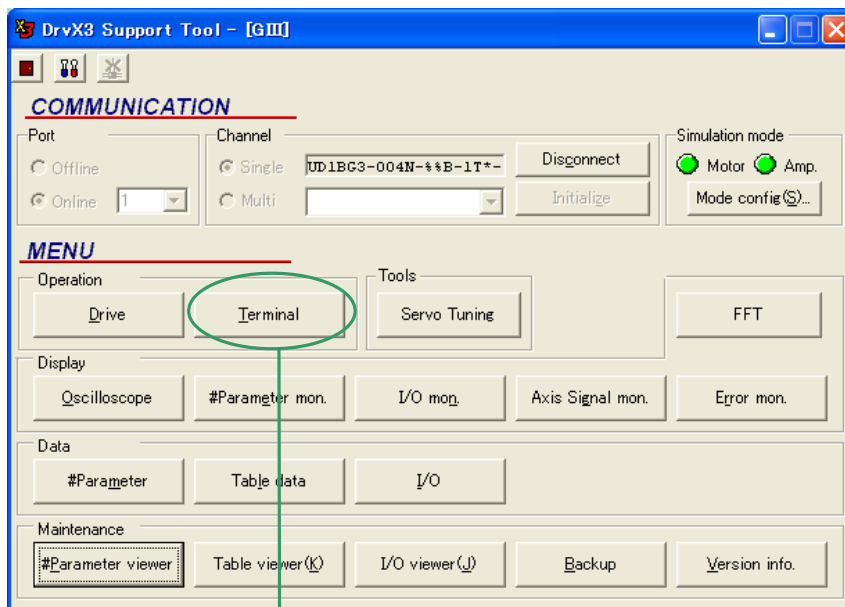 DrvX3 Support Tool - [GⅢ]
COMMUNICATION
Port
Channel
Simulation mode
Offline
Single
UD1BG3-004N-%%B-1T*-
Disconnect
Motor
Amp.
Online
1
Multi
Initialize
Mode config(S)...
MENU
Operation
Tools
Drive
Terminal
Servo Tuning
FFT
Display
Oscilloscope
#Parameter mon.
I/O mon.
Axis Signal mon.
Error mon.
Data
#Parameter
Table data
I/O
Maintenance
#Parameter viewer
Table viewer(K)
I/O viewer(J)
Backup
Version info.